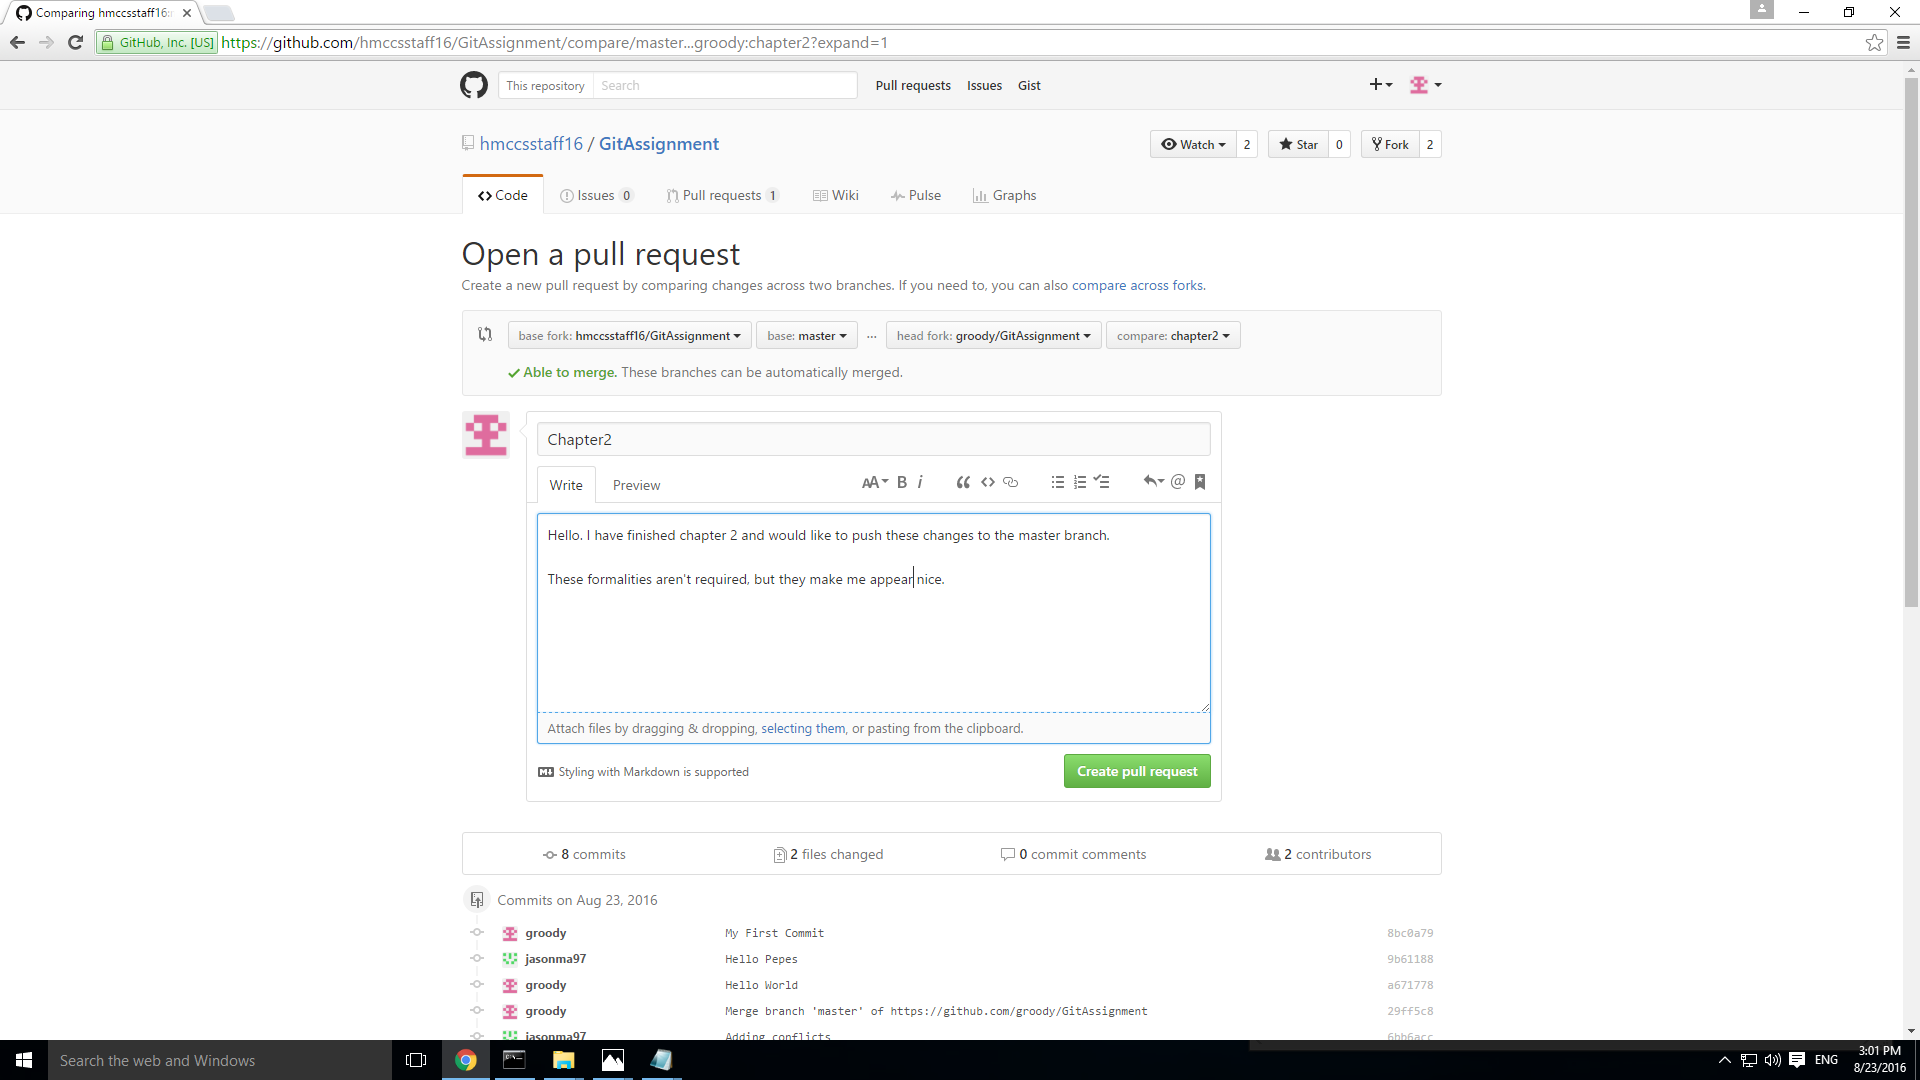 Comparing hmccsstaff16:
GitHub, Inc. [US] https://github.com/hmccsstaff16/GitAssignment/compare/master...groody:chapter2?expand=1
This repository Search Pull requests Issues Gist
hmccsstaff16 / GitAssignment Watch 2 Star 0 Fork 2
Code Issues 0 Pull requests 1 Wiki Pulse Graphs
Open a pull request
Create a new pull request by comparing changes across two branches. If you need to, you can also compare across forks.
base fork: hmccsstaff16/GitAssignment base: master ... head fork: groody/GitAssignment compare: chapter2
Able to merge. These branches can be automatically merged.
Chapter2
Write Preview AA B i
Hello. I have finished chapter 2 and would like to push these changes to the master branch.
These formalities aren't required, but they make me appear nice.
Attach files by dragging & dropping, selecting them, or pasting from the clipboard.
Styling with Markdown is supported Create pull request
8 commits 2 files changed 0 commit comments 2 contributors
Commits on Aug 23, 2016
groody My First Commit 8bc0a79
jasonma97 Hello Pepes 9b61188
groody Hello World a671778
groody Merge branch 'master' of https://github.com/groody/GitAssignment 29ff5c8
jasonma97 Adding conflicts 6bb6acc
Search the web and Windows ENG 3:01 PM
8/23/2016